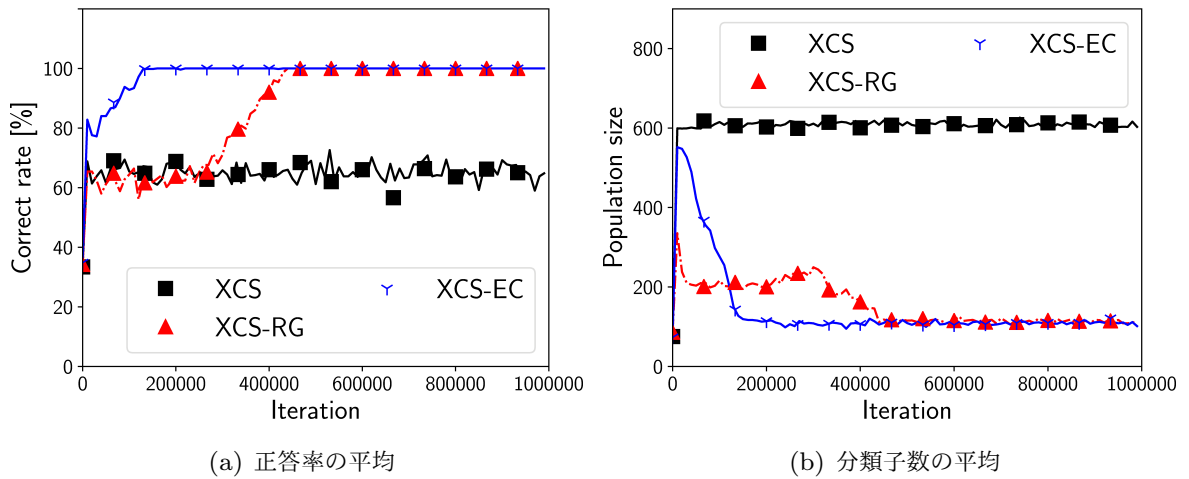 Correct rate [%]
100
80
60
40
20
0
XCS
XCS-EC
XCS-RG
0 200000 400000 600000 800000 1000000
Iteration
(a) 正答率の平均
Population size
800
600
400
200
0
XCS
XCS-EC
XCS-RG
0 200000 400000 600000 800000 1000000
Iteration
(b) 分類子数の平均